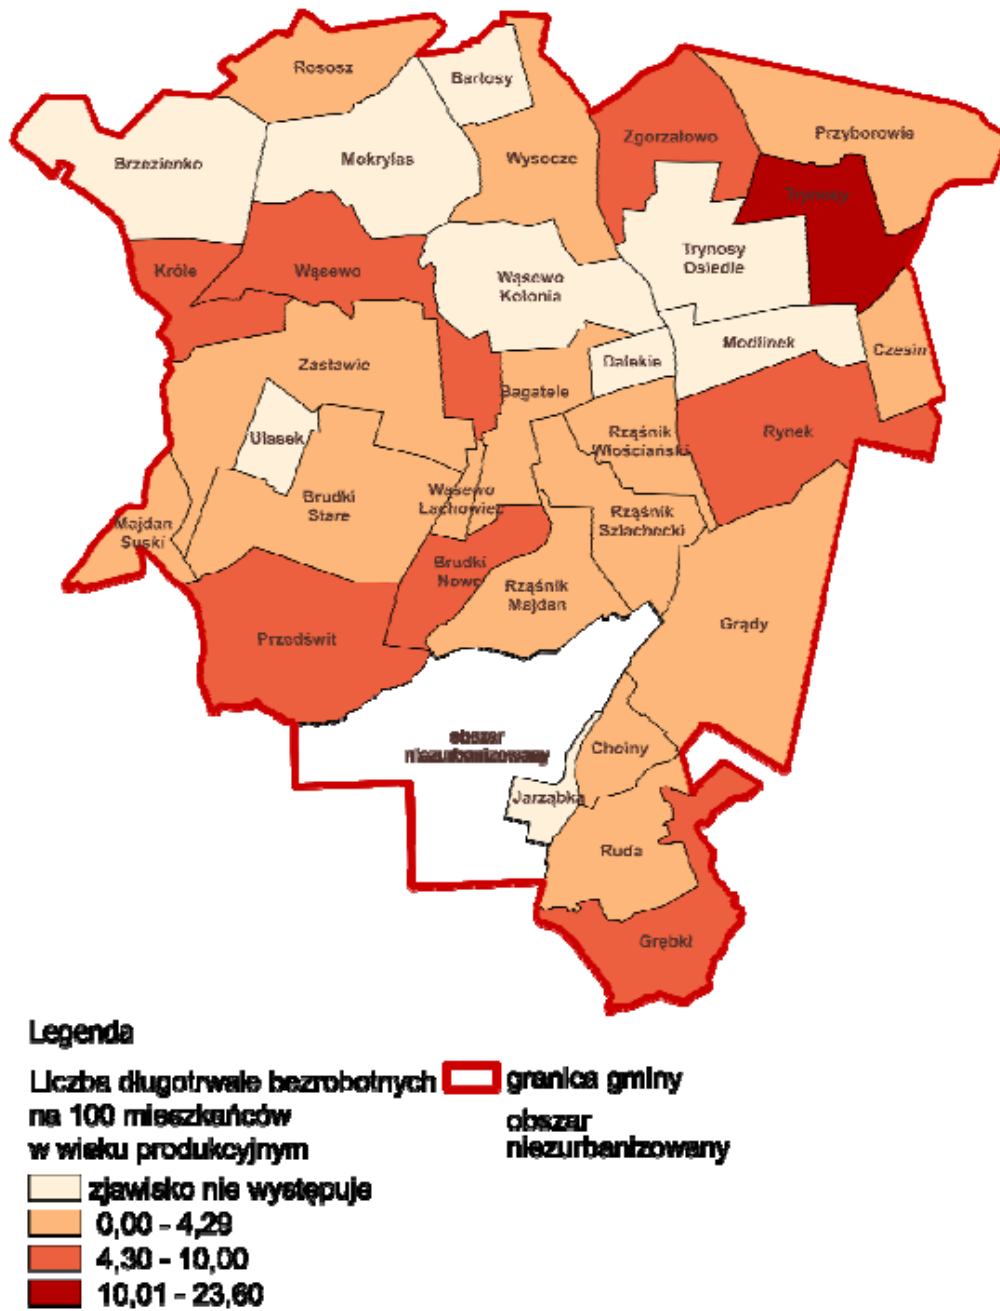 Rososz
Bartosy
Brzezienko
Mokrylas
Wysocze
Zgorzałowo
Przyborowie
Trynosy
Króle
Wąsewo
Wąsewo
Kolonia
Trynosy
Osiedle
Zastawie
Bagatele
Dalekie
Modlinek
Czesin
Ulasek
Rząśnik
Włościański
Rynek
Brudki
Stare
Wąsewo
Łachowiec
Rząśnik
Szlachecki
Majdan
Suski
Brudki
Nowe
Rząśnik
Majdan
Przedświt
Grądy
obszar
niezurbanizowany
Choiny
Jarząbka
Ruda
Grębki
Legenda
Liczba długotrwale bezrobotnych
na 100 mieszkańców
w wieku produkcyjnym
granica gminy
obszar
niezurbanizowany
zjawisko nie występuje
0,00 - 4,29
4,30 - 10,00
10,01 - 23,60